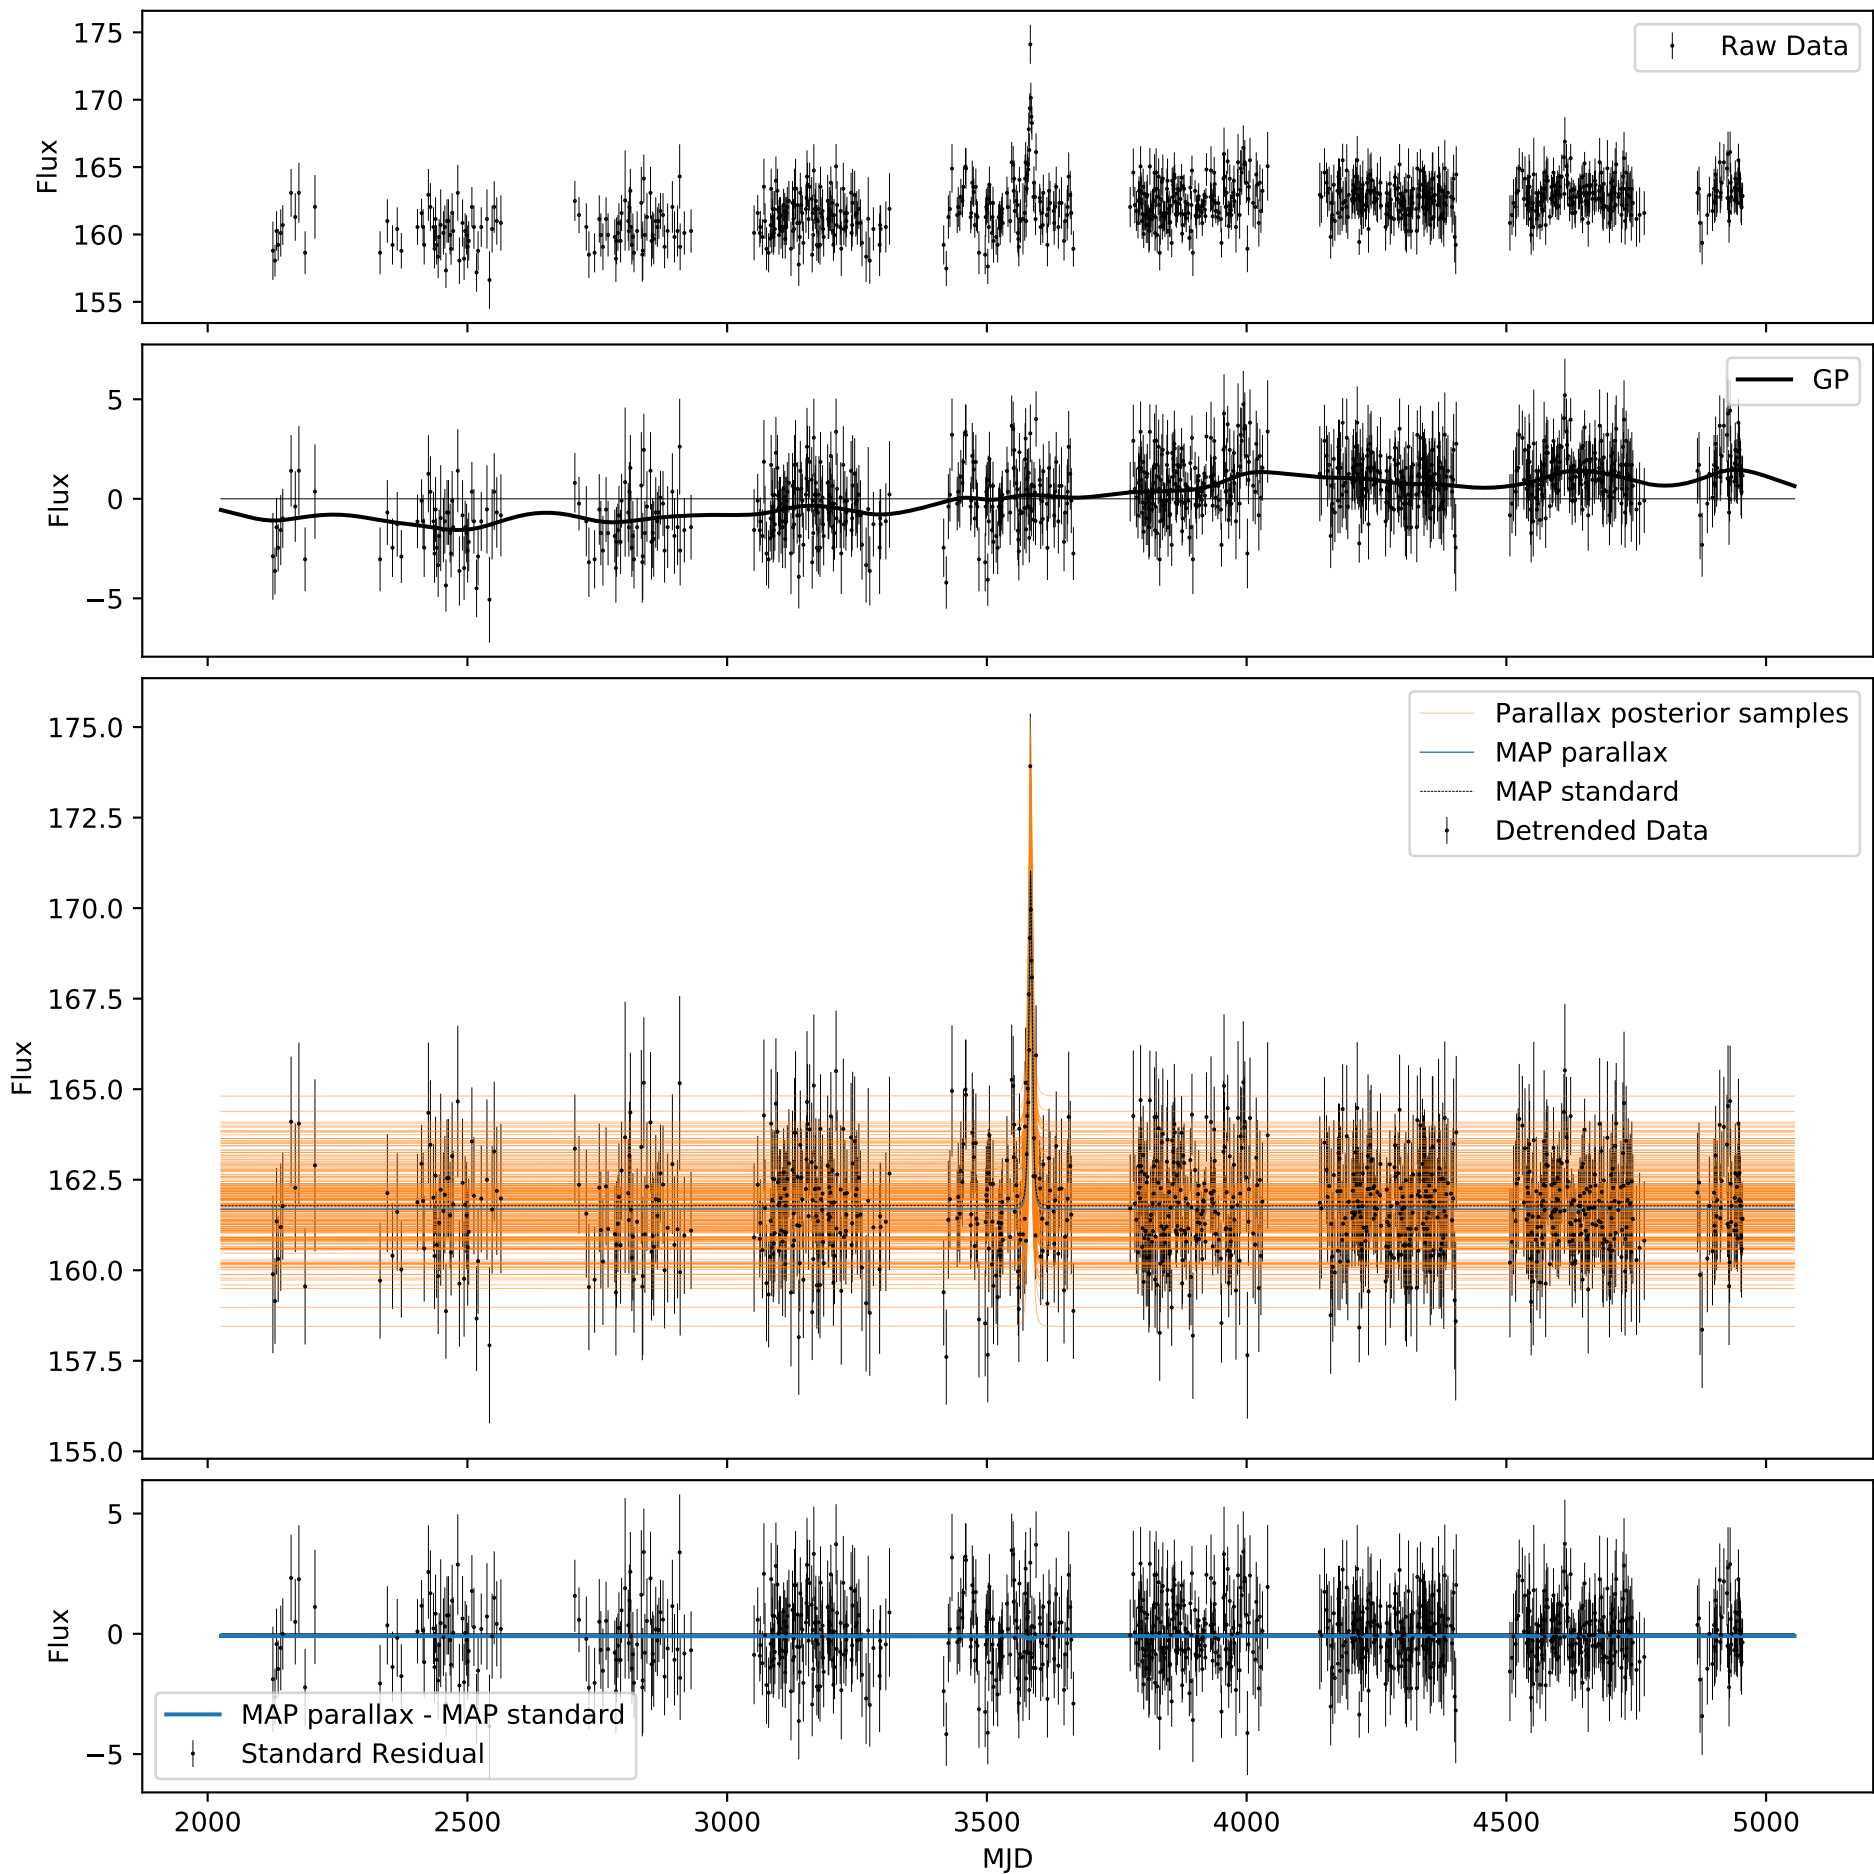 175
170
165
160
155
Flux
Raw Data
5
0
−5
Flux
GP
175.0
172.5
170.0
167.5
165.0
162.5
160.0
157.5
155.0
Flux
Parallax posterior samples
MAP parallax
MAP standard
Detrended Data
5
0
−5
Flux
MAP parallax - MAP standard
Standard Residual
2000 2500 3000 3500 4000 4500 5000
MJD